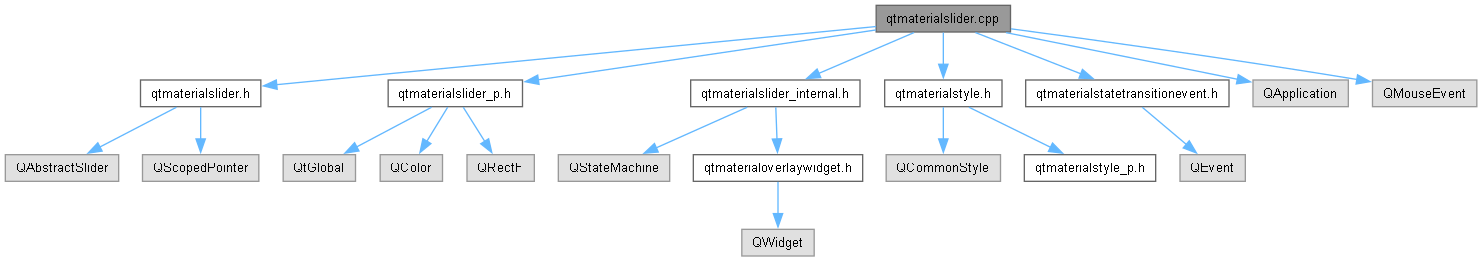 qtmaterialslider.cpp
qtmaterialslider.h
qtmaterialslider_p.h
qtmaterialslider_internal.h
qtmaterialstyle.h
qtmaterialstatetransitionevent.h
QApplication
QMouseEvent
QAbstractSlider
QScopedPointer
QtGlobal
QColor
QRectF
QStateMachine
qtmaterialoverlaywidget.h
QCommonStyle
qtmaterialstyle_p.h
QEvent
QWidget